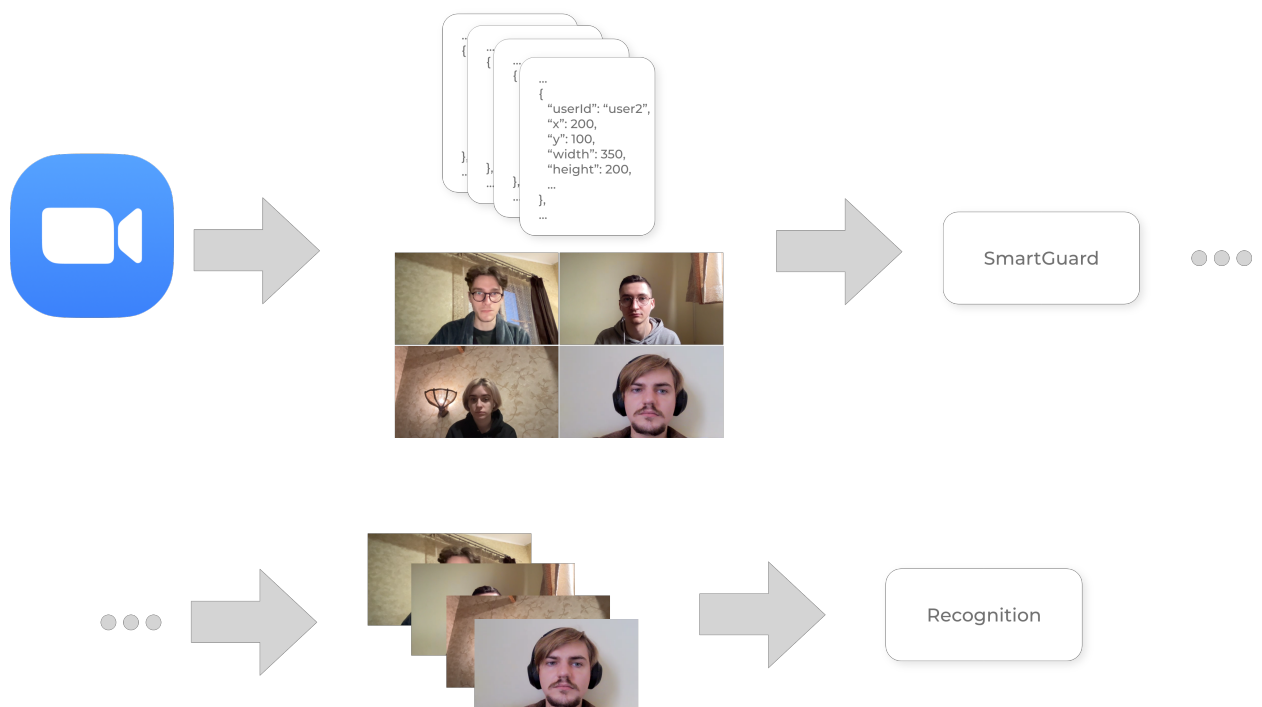 ...
{
},
...
...
{
},
...
...
{
},
...
...
{
“userId”: “user2”,
“x”: 200,
“y”: 100,
“width”: 350,
“height”: 200,
...
},
...
SmartGuard
Recognition